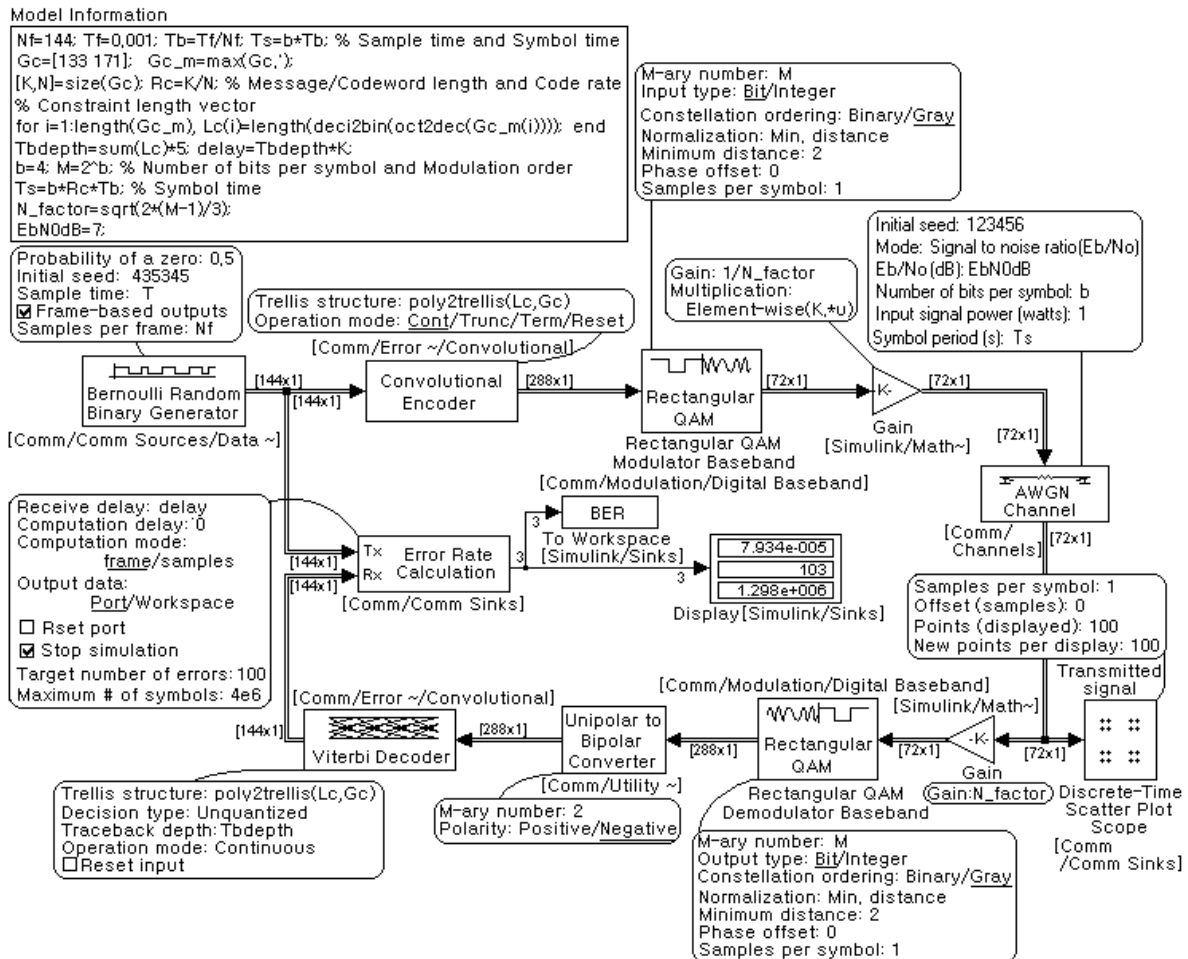 Model Information
Nf=144; Tf=0,001; Tb=Tf/Nf; Ts=b*Tb; % Sample time and Symbol time
Gc=[133 171]; Gc_m=max(Gc,');
[K,N]=size(Gc); Rc=K/N; % Message/Codeword length and Code rate
% Constraint length vector
for i=1:length(Gc_m), Lc(i)=length(deci2bin(oct2dec(Gc_m(i)))); end
Tbdepth=sum(Lc)*5; delay=Tbdepth*K;
b=4; M=2^b; % Number of bits per symbol and Modulation order
Ts=b*Rc*Tb; % Symbol time
N_factor=sqrt(2*(M-1)/3);
EbN0dB=7;
M-ary number: M
Input type: Bit/Integer
Constellation ordering: Binary/Gray
Normalization: Min, distance
Minimum distance: 2
Phase offset: 0
Samples per symbol: 1
Probability of a zero: 0,5
Initial seed: 435345
Sample time: T
Frame-based outputs
Samples per frame: Nf
Trellis structure: poly2trellis(Lc,Gc)
Operation mode: Cont/Trunc/Term/Reset
Gain: 1/N_factor
Multiplication:
Element-wise(K,*u)
Initial seed: 123456
Mode: Signal to noise ratio(Eb/No)
Eb/No (dB): EbN0dB
Number of bits per symbol: b
Input signal power (watts): 1
Symbol period (s): Ts
[Comm/Error ~/Convolutional]
Bernoulli Random
Binary Generator
[144x1]
[144x1]
Convolutional
Encoder
[288x1]
Rectangular
QAM
[72x1]
-K-
[72x1]
[Comm/Comm Sources/Data ~]
Rectangular QAM
Modulator Baseband
[Comm/Modulation/Digital Baseband]
Gain
[Simulink/Math~]
[72x1]
AWGN
Channel
[Comm/
Channels]
[72x1]
Receive delay: delay
Computation delay: 0
Computation mode:
frame/samples
Output data:
Port/Workspace
Rset port
Stop simulation
Target number of errors: 100
Maximum # of symbols: 4e6
[144x1]
[144x1]
Tx
Rx
Error Rate
Calculation
[Comm/Comm Sinks]
3
3
BER
To Workspace
[Simulink/Sinks]
3
7.934e-005
103
1.298e+006
Display[Simulink/Sinks]
Samples per symbol: 1
Offset (samples): 0
Points (displayed): 100
New points per display: 100
Transmitted
signal
[144x1]
[Comm/Error ~/Convolutional]
Viterbi Decoder
[288x1]
Unipolar to
Bipolar
Converter
[Comm/Utility ~]
[288x1]
[Comm/Modulation/Digital Baseband]
Rectangular
QAM
Rectangular QAM
Demodulator Baseband
[72x1]
[Simulink/Math~]
-K-
Gain
Gain:N_factor
[72x1]
Discrete-Time
Scatter Plot
Scope
[Comm
/Comm Sinks]
Trellis structure: poly2trellis(Lc,Gc)
Decision type: Unquantized
Traceback depth: Tbdepth
Operation mode: Continuous
Reset input
M-ary number: 2
Polarity: Positive/Negative
M-ary number: M
Output type: Bit/Integer
Constellation ordering: Binary/Gray
Normalization: Min, distance
Minimum distance: 2
Phase offset: 0
Samples per symbol: 1